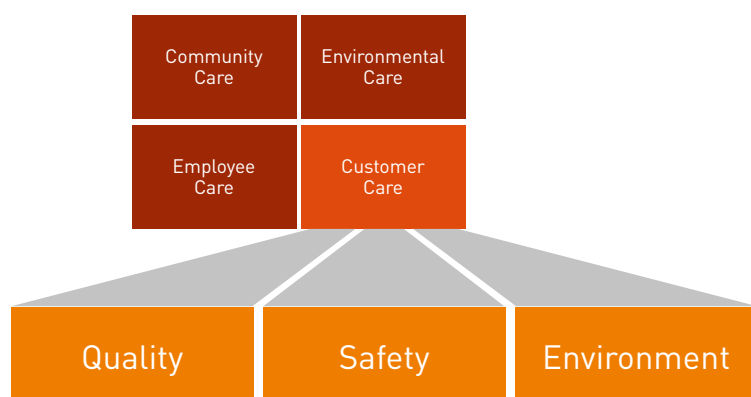 Community
Care
Environmental
Care
Employee
Care
Customer
Care
Quality
Safety
Environment